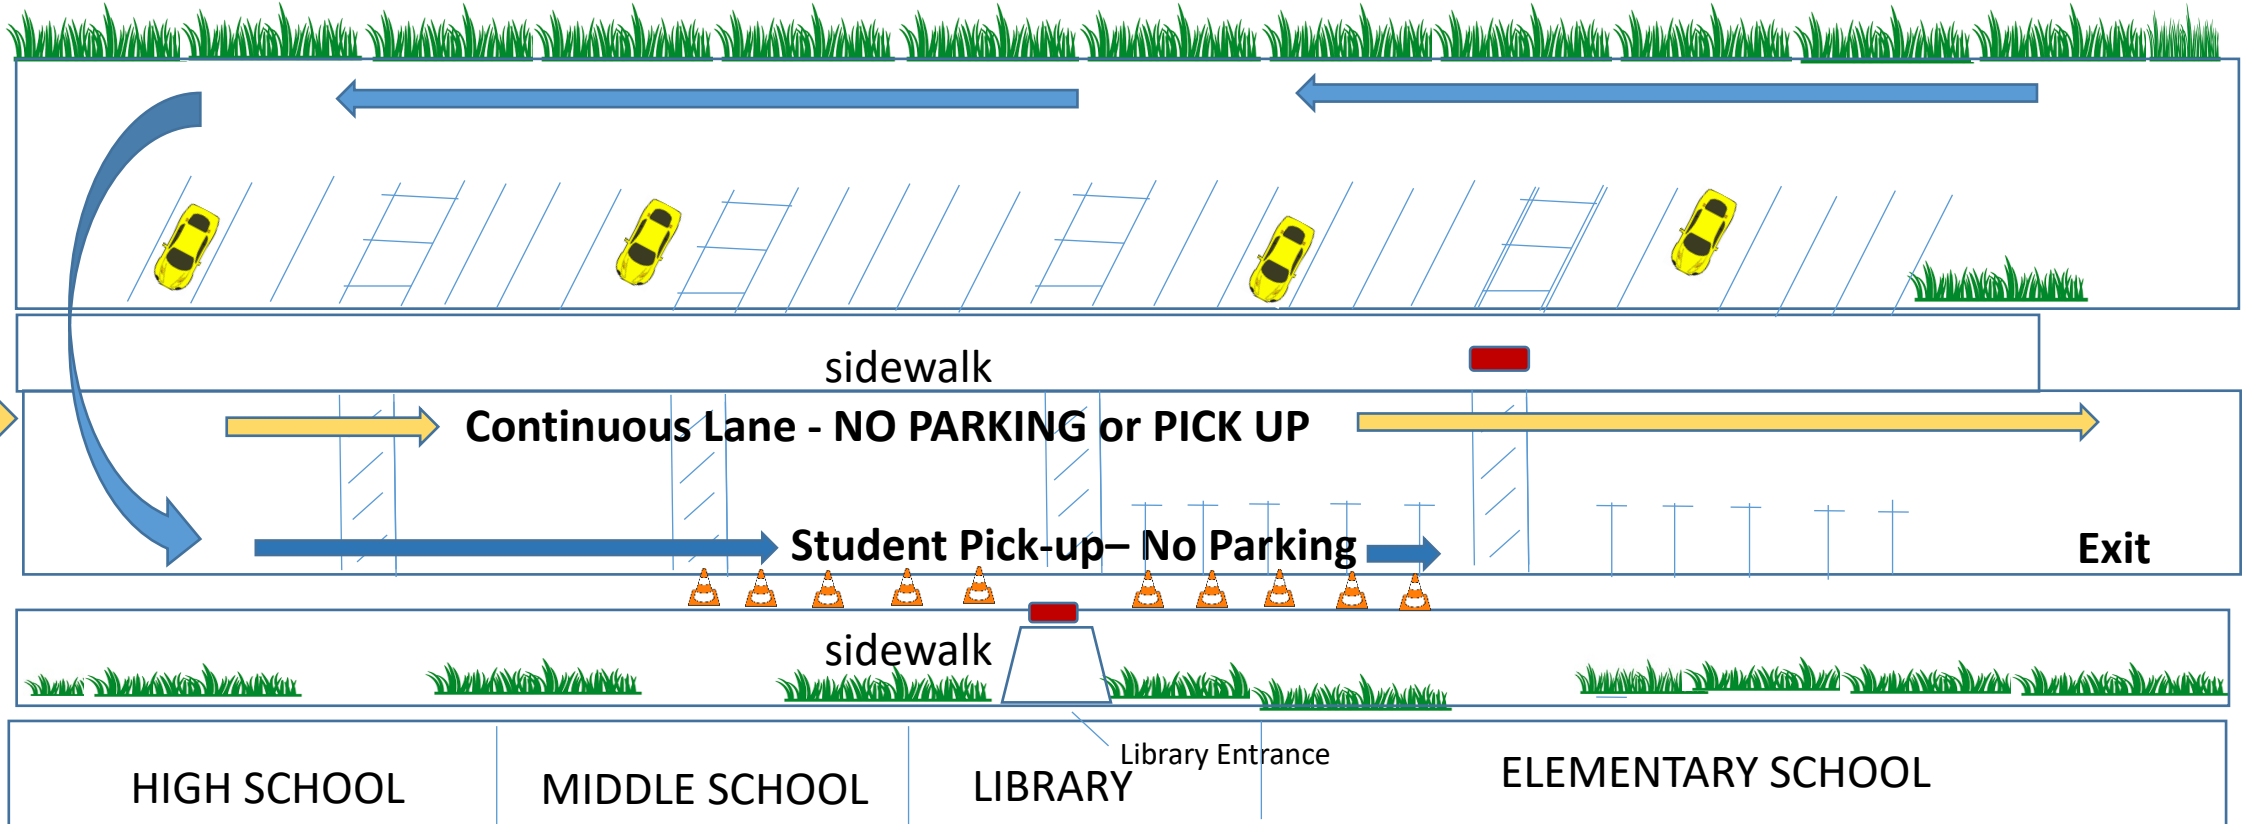 sidewalk
Continuous Lane - NO PARKING or PICK UP
Student Pick-up– No Parking
Exit
sidewalk
Library Entrance
HIGH SCHOOL
MIDDLE SCHOOL
LIBRARY
ELEMENTARY SCHOOL